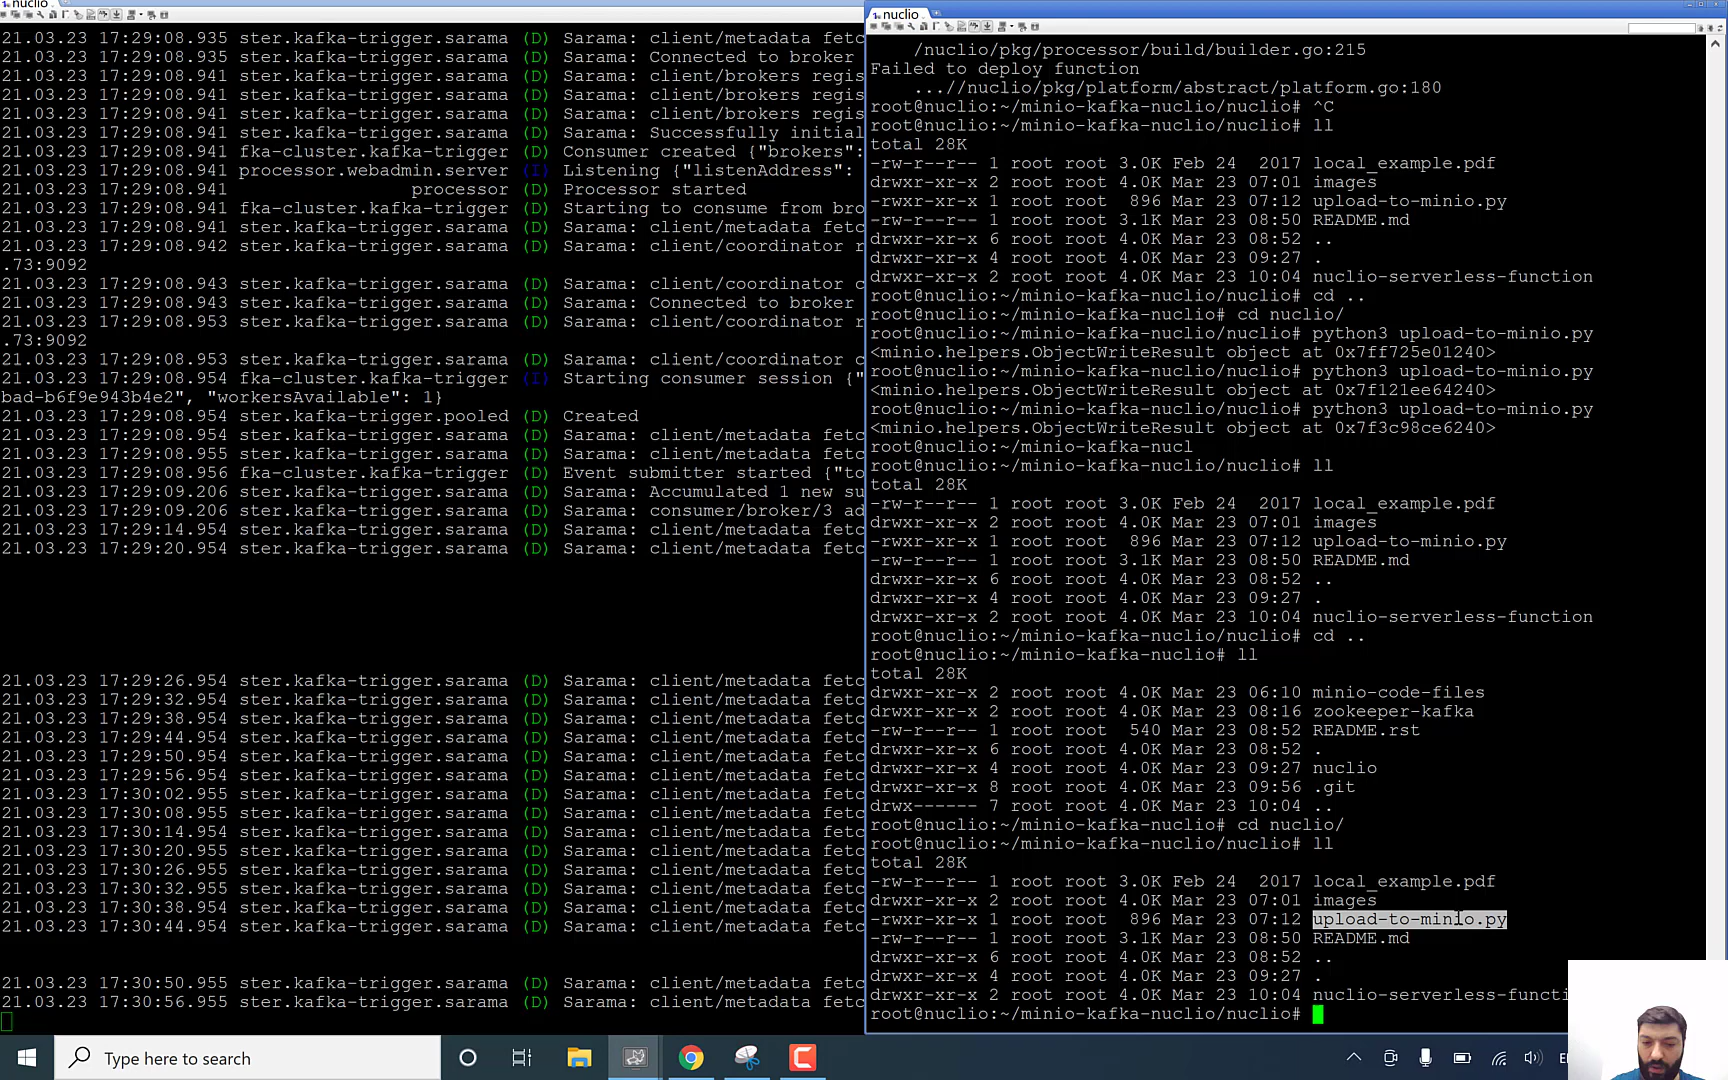 nuclio
21.03.23 17:29:08.935 ster.kafka-trigger.sarama (D) Sarama: client/metadata fetc
21.03.23 17:29:08.935 ster.kafka-trigger.sarama (D) Sarama: Connected to broker
21.03.23 17:29:08.941 ster.kafka-trigger.sarama (D) Sarama: client/brokers regis
21.03.23 17:29:08.941 ster.kafka-trigger.sarama (D) Sarama: client/brokers regis
21.03.23 17:29:08.941 ster.kafka-trigger.sarama (D) Sarama: client/brokers regis
21.03.23 17:29:08.941 ster.kafka-trigger.sarama (D) Sarama: Successfully initial
21.03.23 17:29:08.941 fka-cluster.kafka-trigger (D) Consumer created {"brokers":
21.03.23 17:29:08.941 processor.webadmin.server (I) Listening {"listenAddress":
21.03.23 17:29:08.941 processor (D) Processor started
21.03.23 17:29:08.941 fka-cluster.kafka-trigger (D) Starting to consume from bro
21.03.23 17:29:08.941 ster.kafka-trigger.sarama (D) Sarama: client/metadata fetc
21.03.23 17:29:08.942 ster.kafka-trigger.sarama (D) Sarama: client/coordinator r
.73:9092
21.03.23 17:29:08.943 ster.kafka-trigger.sarama (D) Sarama: client/coordinator c
21.03.23 17:29:08.943 ster.kafka-trigger.sarama (D) Sarama: Connected to broker
21.03.23 17:29:08.953 ster.kafka-trigger.sarama (D) Sarama: client/coordinator r
.73:9092
21.03.23 17:29:08.953 ster.kafka-trigger.sarama (D) Sarama: client/coordinator c
21.03.23 17:29:08.954 fka-cluster.kafka-trigger (I) Starting consumer session {"
bad-b6f9e943b4e2", "workersAvailable": 1}
21.03.23 17:29:08.954 ster.kafka-trigger.pooled (D) Created
21.03.23 17:29:08.954 ster.kafka-trigger.sarama (D) Sarama: client/metadata fetc
21.03.23 17:29:08.955 ster.kafka-trigger.sarama (D) Sarama: client/metadata fetc
21.03.23 17:29:08.956 fka-cluster.kafka-trigger (D) Event submitter started {"to
21.03.23 17:29:09.206 ster.kafka-trigger.sarama (D) Sarama: Accumulated 1 new su
21.03.23 17:29:09.206 ster.kafka-trigger.sarama (D) Sarama: consumer/broker/3 ad
21.03.23 17:29:14.954 ster.kafka-trigger.sarama (D) Sarama: client/metadata fetc
21.03.23 17:29:20.954 ster.kafka-trigger.sarama (D) Sarama: client/metadata fetc
21.03.23 17:29:26.954 ster.kafka-trigger.sarama (D) Sarama: client/metadata fetc
21.03.23 17:29:32.954 ster.kafka-trigger.sarama (D) Sarama: client/metadata fetc
21.03.23 17:29:38.954 ster.kafka-trigger.sarama (D) Sarama: client/metadata fetc
21.03.23 17:29:44.954 ster.kafka-trigger.sarama (D) Sarama: client/metadata fetc
21.03.23 17:29:50.954 ster.kafka-trigger.sarama (D) Sarama: client/metadata fetc
21.03.23 17:29:56.954 ster.kafka-trigger.sarama (D) Sarama: client/metadata fetc
21.03.23 17:30:02.955 ster.kafka-trigger.sarama (D) Sarama: client/metadata fetc
21.03.23 17:30:08.955 ster.kafka-trigger.sarama (D) Sarama: client/metadata fetc
21.03.23 17:30:14.954 ster.kafka-trigger.sarama (D) Sarama: client/metadata fetc
21.03.23 17:30:20.954 ster.kafka-trigger.sarama (D) Sarama: client/metadata fetc
21.03.23 17:30:26.954 ster.kafka-trigger.sarama (D) Sarama: client/metadata fetc
21.03.23 17:30:32.955 ster.kafka-trigger.sarama (D) Sarama: client/metadata fetc
21.03.23 17:30:38.954 ster.kafka-trigger.sarama (D) Sarama: client/metadata fetc
21.03.23 17:30:44.954 ster.kafka-trigger.sarama (D) Sarama: client/metadata fetc
21.03.23 17:30:50.955 ster.kafka-trigger.sarama (D) Sarama: client/metadata fetc
21.03.23 17:30:56.955 ster.kafka-trigger.sarama (D) Sarama: client/metadata fetc
nuclio
/nuclio/pkg/processor/build/builder.go:215
Failed to deploy function
...//nuclio/pkg/platform/abstract/platform.go:180
root@nuclio:~/minio-kafka-nuclio/nuclio# ^C
root@nuclio:~/minio-kafka-nuclio/nuclio# ll
total 28K
-rw-r--r-- 1 root root 3.0K Feb 24 2017 local_example.pdf
drwxr-xr-x 2 root root 4.0K Mar 23 07:01 images
-rwxr-xr-x 1 root root 896 Mar 23 07:12 upload-to-minio.py
-rw-r--r-- 1 root root 3.1K Mar 23 08:50 README.md
drwxr-xr-x 6 root root 4.0K Mar 23 08:52 ..
drwxr-xr-x 4 root root 4.0K Mar 23 09:27 .
drwxr-xr-x 2 root root 4.0K Mar 23 10:04 nuclio-serverless-function
root@nuclio:~/minio-kafka-nuclio/nuclio# cd ..
root@nuclio:~/minio-kafka-nuclio# cd nuclio/
root@nuclio:~/minio-kafka-nuclio/nuclio# python3 upload-to-minio.py
<minio.helpers.ObjectWriteResult object at 0x7ff725e01240>
root@nuclio:~/minio-kafka-nuclio/nuclio# python3 upload-to-minio.py
<minio.helpers.ObjectWriteResult object at 0x7f121ee64240>
root@nuclio:~/minio-kafka-nuclio/nuclio# python3 upload-to-minio.py
<minio.helpers.ObjectWriteResult object at 0x7f3c98ce6240>
root@nuclio:~/minio-kafka-nucl
root@nuclio:~/minio-kafka-nuclio/nuclio# ll
total 28K
-rw-r--r-- 1 root root 3.0K Feb 24 2017 local_example.pdf
drwxr-xr-x 2 root root 4.0K Mar 23 07:01 images
-rwxr-xr-x 1 root root 896 Mar 23 07:12 upload-to-minio.py
-rw-r--r-- 1 root root 3.1K Mar 23 08:50 README.md
drwxr-xr-x 6 root root 4.0K Mar 23 08:52 ..
drwxr-xr-x 4 root root 4.0K Mar 23 09:27 .
drwxr-xr-x 2 root root 4.0K Mar 23 10:04 nuclio-serverless-function
root@nuclio:~/minio-kafka-nuclio/nuclio# cd ..
root@nuclio:~/minio-kafka-nuclio# ll
total 28K
drwxr-xr-x 2 root root 4.0K Mar 23 06:10 minio-code-files
drwxr-xr-x 2 root root 4.0K Mar 23 08:16 zookeeper-kafka
-rw-r--r-- 1 root root 540 Mar 23 08:52 README.rst
drwxr-xr-x 6 root root 4.0K Mar 23 08:52 .
drwxr-xr-x 4 root root 4.0K Mar 23 09:27 nuclio
drwxr-xr-x 8 root root 4.0K Mar 23 09:56 .git
drwx------ 7 root root 4.0K Mar 23 10:04 ..
root@nuclio:~/minio-kafka-nuclio# cd nuclio/
root@nuclio:~/minio-kafka-nuclio/nuclio# ll
total 28K
-rw-r--r-- 1 root root 3.0K Feb 24 2017 local_example.pdf
drwxr-xr-x 2 root root 4.0K Mar 23 07:01 images
-rwxr-xr-x 1 root root 896 Mar 23 07:12 upload-to-minio.py
-rw-r--r-- 1 root root 3.1K Mar 23 08:50 README.md
drwxr-xr-x 6 root root 4.0K Mar 23 08:52 ..
drwxr-xr-x 4 root root 4.0K Mar 23 09:27 .
drwxr-xr-x 2 root root 4.0K Mar 23 10:04 nuclio-serverless-functi
root@nuclio:~/minio-kafka-nuclio/nuclio#
Type here to search